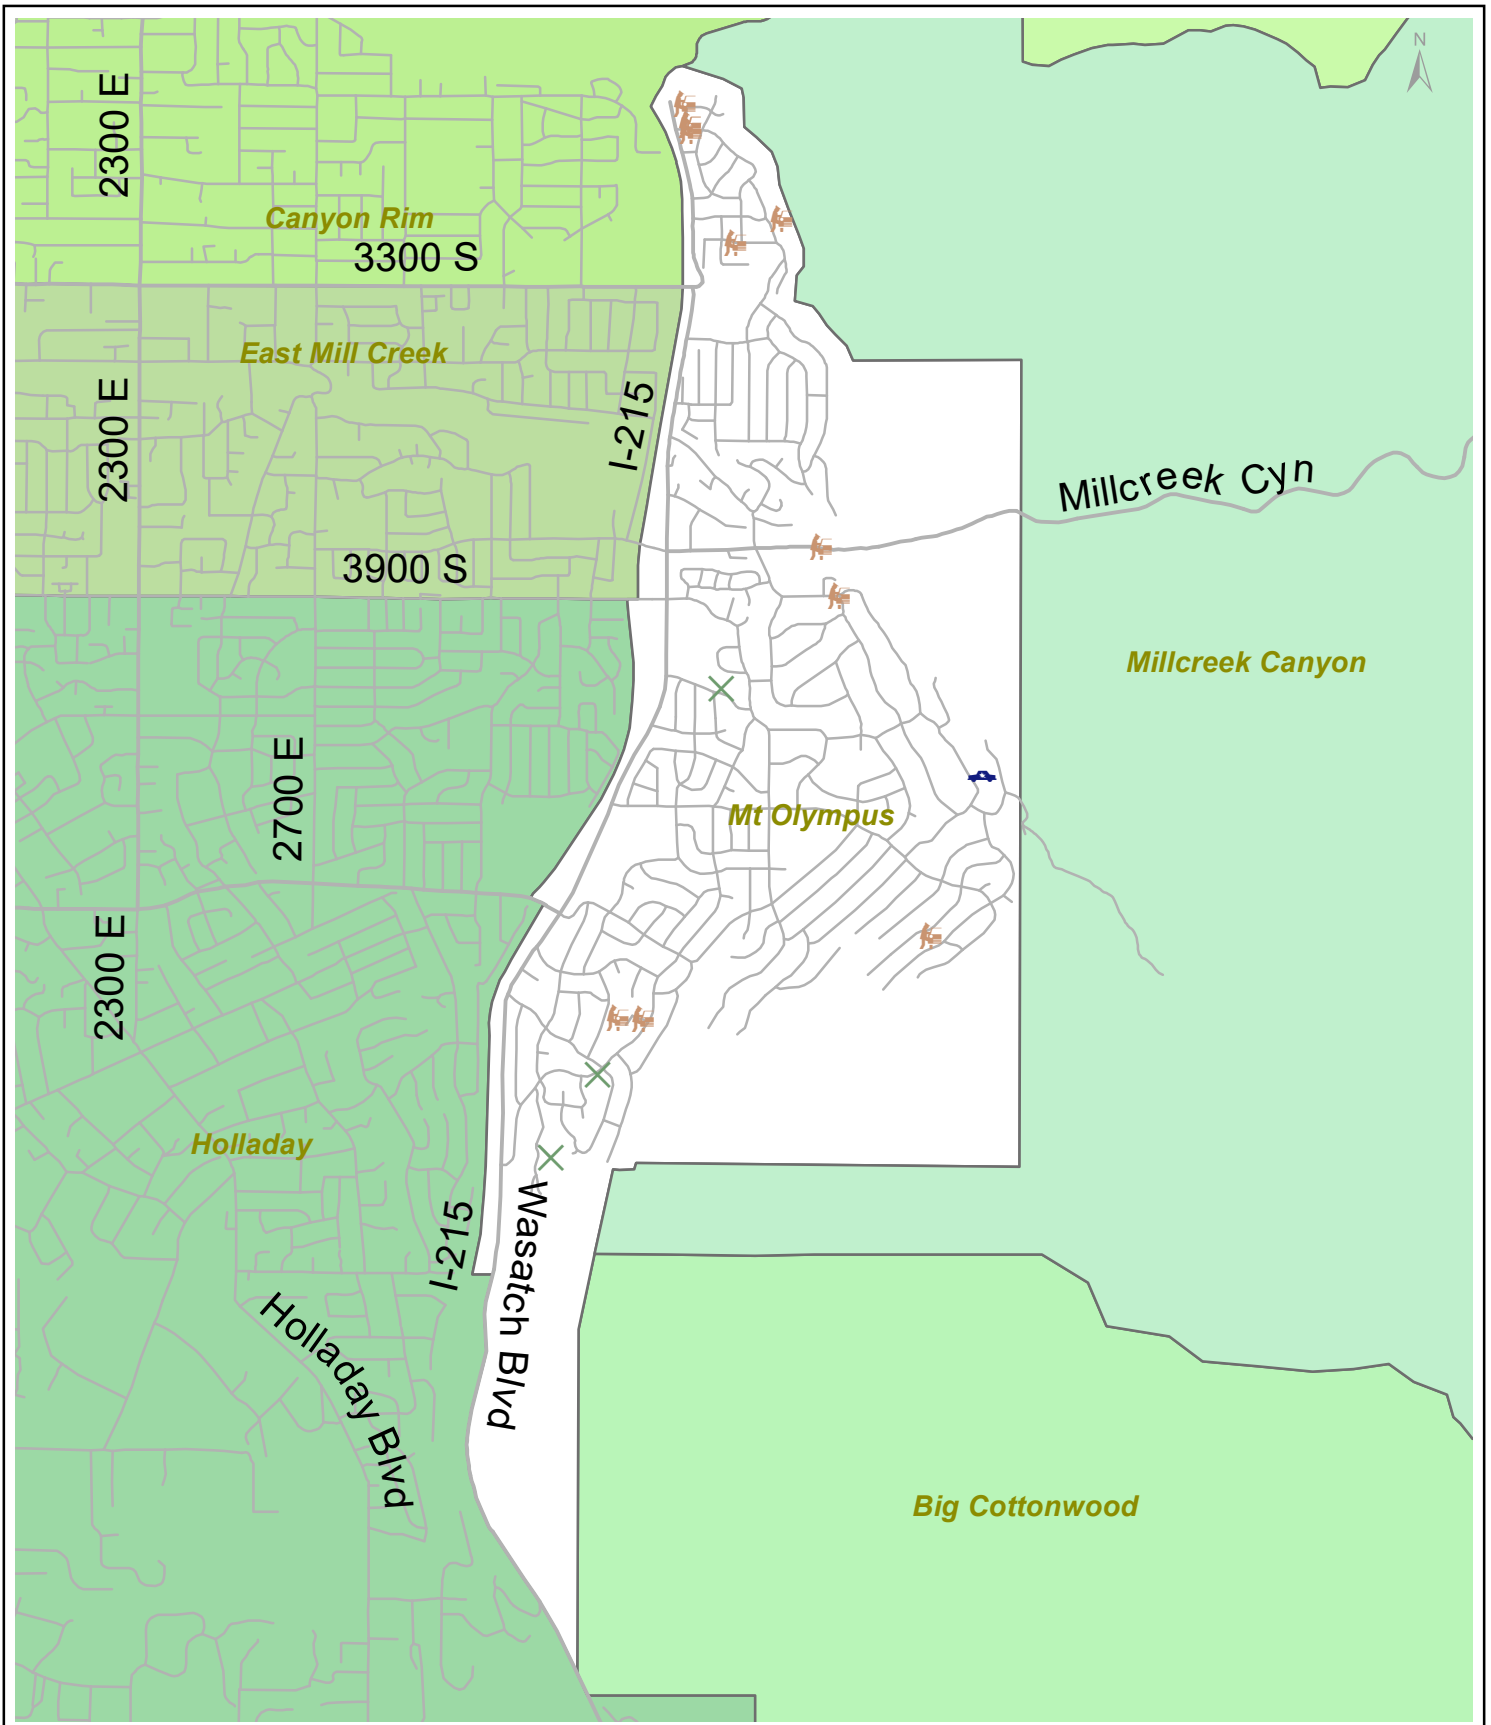 N
2300 E
Canyon Rim
3300 S
East Mill Creek
I-215
2300 E
Millcreek Cyn
3900 S
Millcreek Canyon
2700 E
Mt Olympus
2300 E
Holladay
I-215
Wasatch Blvd
Holladay Blvd
Big Cottonwood